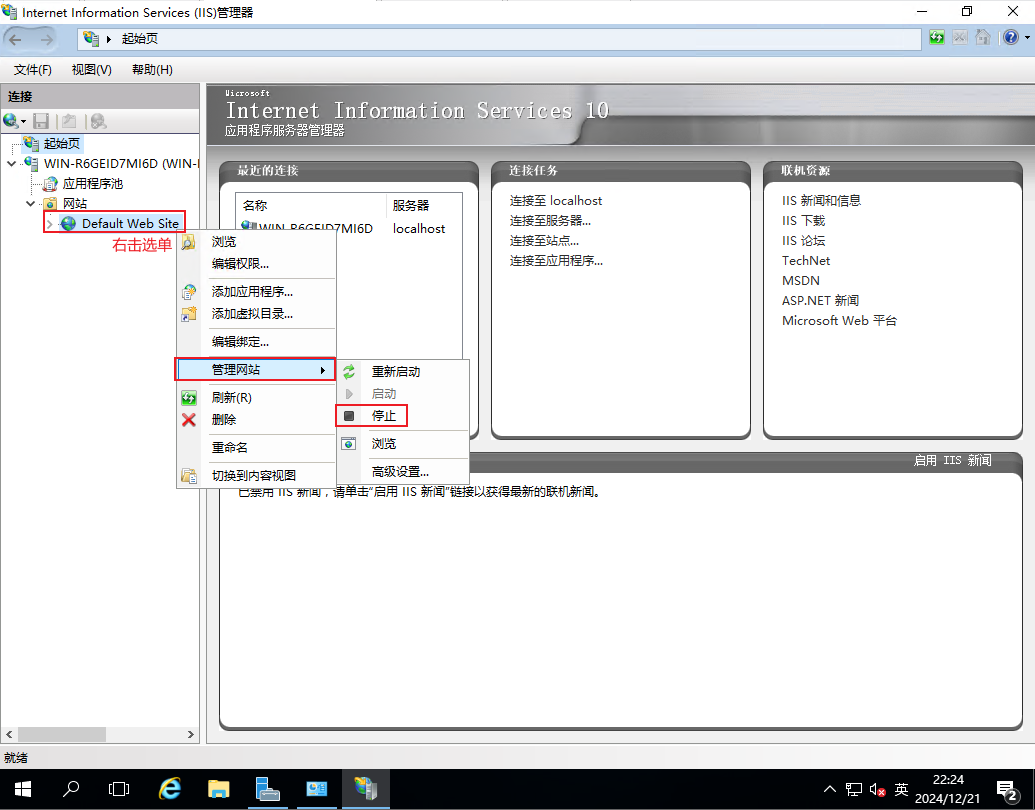 Internet Information Services (IIS)管理器
起始页
文件(F) 视图(V) 帮助(H)
连接
起始页
WIN-R6GEID7MI6D (WIN-
应用程序池
网站
Default Web Site
右击选单
浏览
编辑权限...
添加应用程序...
添加虚拟目录...
编辑绑定...
管理网站
刷新(R)
删除
重命名
切换到内容视图
重新启动
启动
停止
浏览
高级设置...
Microsoft
Internet Information Services 10
应用程序服务器管理器
最近的连接
名称 服务器
WIN-R6GEID7MI6D localhost
连接任务
连接至 localhost
连接至服务器...
连接至站点...
连接至应用程序...
联机资源
IIS 新闻和信息
IIS 下载
IIS 论坛
TechNet
MSDN
ASP.NET 新闻
Microsoft Web 平台
启用 IIS 新闻
已禁用 IIS 新闻，请单击“启用 IIS 新闻”链接以获得最新的联机新闻。
就绪
英
22:24
2024/12/21
2